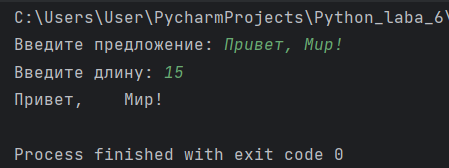 C:\Users\User\PycharmProjects\Python_laba_6\
Введите предложение: Привет, Мир!
Введите длину: 15
Привет,    Мир!
Process finished with exit code 0